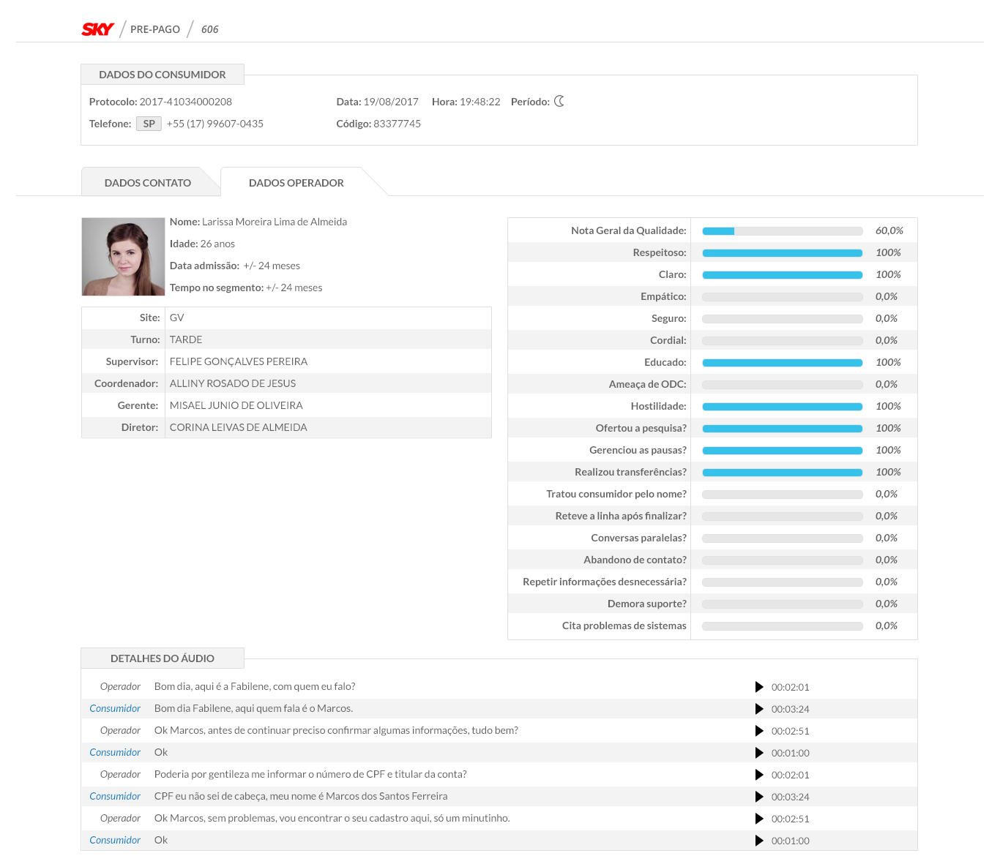 SKY / PRE-PAGO / 606
DADOS DO CONSUMIDOR
Protocolo: 2017-41034000208 Data: 19/08/2017 Hora: 19:48:22 Período:
Telefone: SP +55 (17) 99607-0435 Código: 83377745
DADOS CONTATO DADOS OPERADOR
Nome: Larissa Moreira Lima de Almeida
Idade: 26 anos
Data admissão: +/- 24 meses
Tempo no segmento: +/- 24 meses
Site: GV
Turno: TARDE
Supervisor: FELIPE GONÇALVES PEREIRA
Coordenador: ALLINY ROSADO DE JESUS
Gerente: MISAEL JUNIO DE OLIVEIRA
Diretor: CORINA LEIVAS DE ALMEIDA
Nota Geral da Qualidade: 60,0%
Respeitoso: 100%
Claro: 100%
Empático: 0,0%
Seguro: 0,0%
Cordial: 0,0%
Educado: 100%
Ameaça de ODC: 0,0%
Hostilidade: 100%
Ofertou a pesquisa? 100%
Gerenciou as pausas? 100%
Realizou transferências? 100%
Tratou consumidor pelo nome? 0,0%
Reteve a linha após finalizar? 0,0%
Conversas paralelas? 0,0%
Abandono de contato? 0,0%
Repetir informações desnecessária? 0,0%
Demora suporte? 0,0%
Cita problemas de sistemas 0,0%
DETALHES DO ÁUDIO
Operador Bom dia, aqui é a Fabilene, com quem eu falo? 00:02:01
Consumidor Bom dia Fabilene, aqui quem fala é o Marcos. 00:03:24
Operador Ok Marcos, antes de continuar preciso confirmar algumas informações, tudo bem? 00:02:51
Consumidor Ok 00:01:00
Operador Poderia por gentileza me informar o número de CPF e titular da conta? 00:02:01
Consumidor CPF eu não sei de cabeça, meu nome é Marcos dos Santos Ferreira 00:03:24
Operador Ok Marcos, sem problemas, vou encontrar o seu cadastro aqui, só um minutinho. 00:02:51
Consumidor Ok 00:01:00